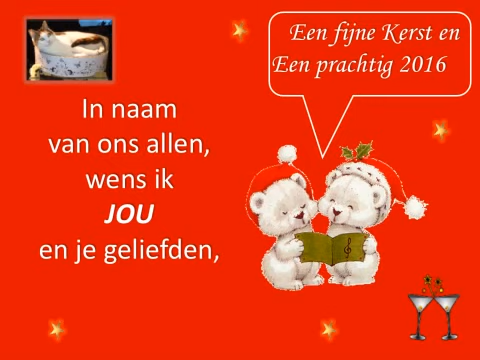 In naam
van ons allen,
wens ik
JOU
en je geliefden,
Een fijne Kerst en
Een prachtig 2016